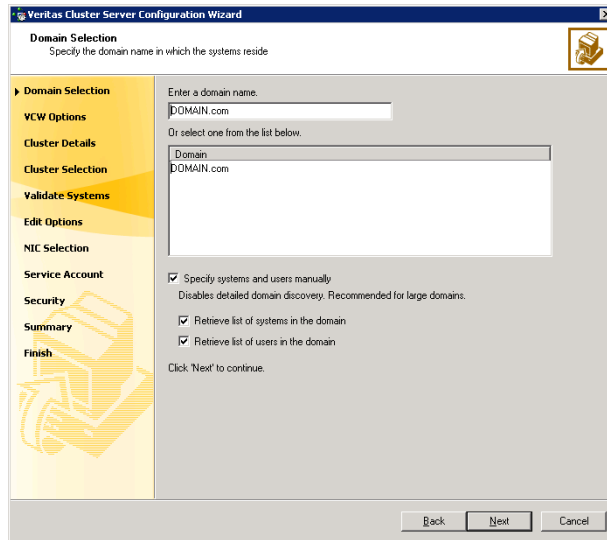 Veritas Cluster Server Configuration Wizard
Domain Selection
Specify the domain name in which the systems reside
Domain Selection
VCW Options
Cluster Details
Cluster Selection
Validate Systems
Edit Options
NIC Selection
Service Account
Security
Summary
Finish
Enter a domain name.
DOMAIN.com
Or select one from the list below.
Domain
DOMAIN.com
Specify systems and users manually
Disables detailed domain discovery. Recommended for large domains.
Retrieve list of systems in the domain
Retrieve list of users in the domain
Click 'Next' to continue.
Back
Next
Cancel